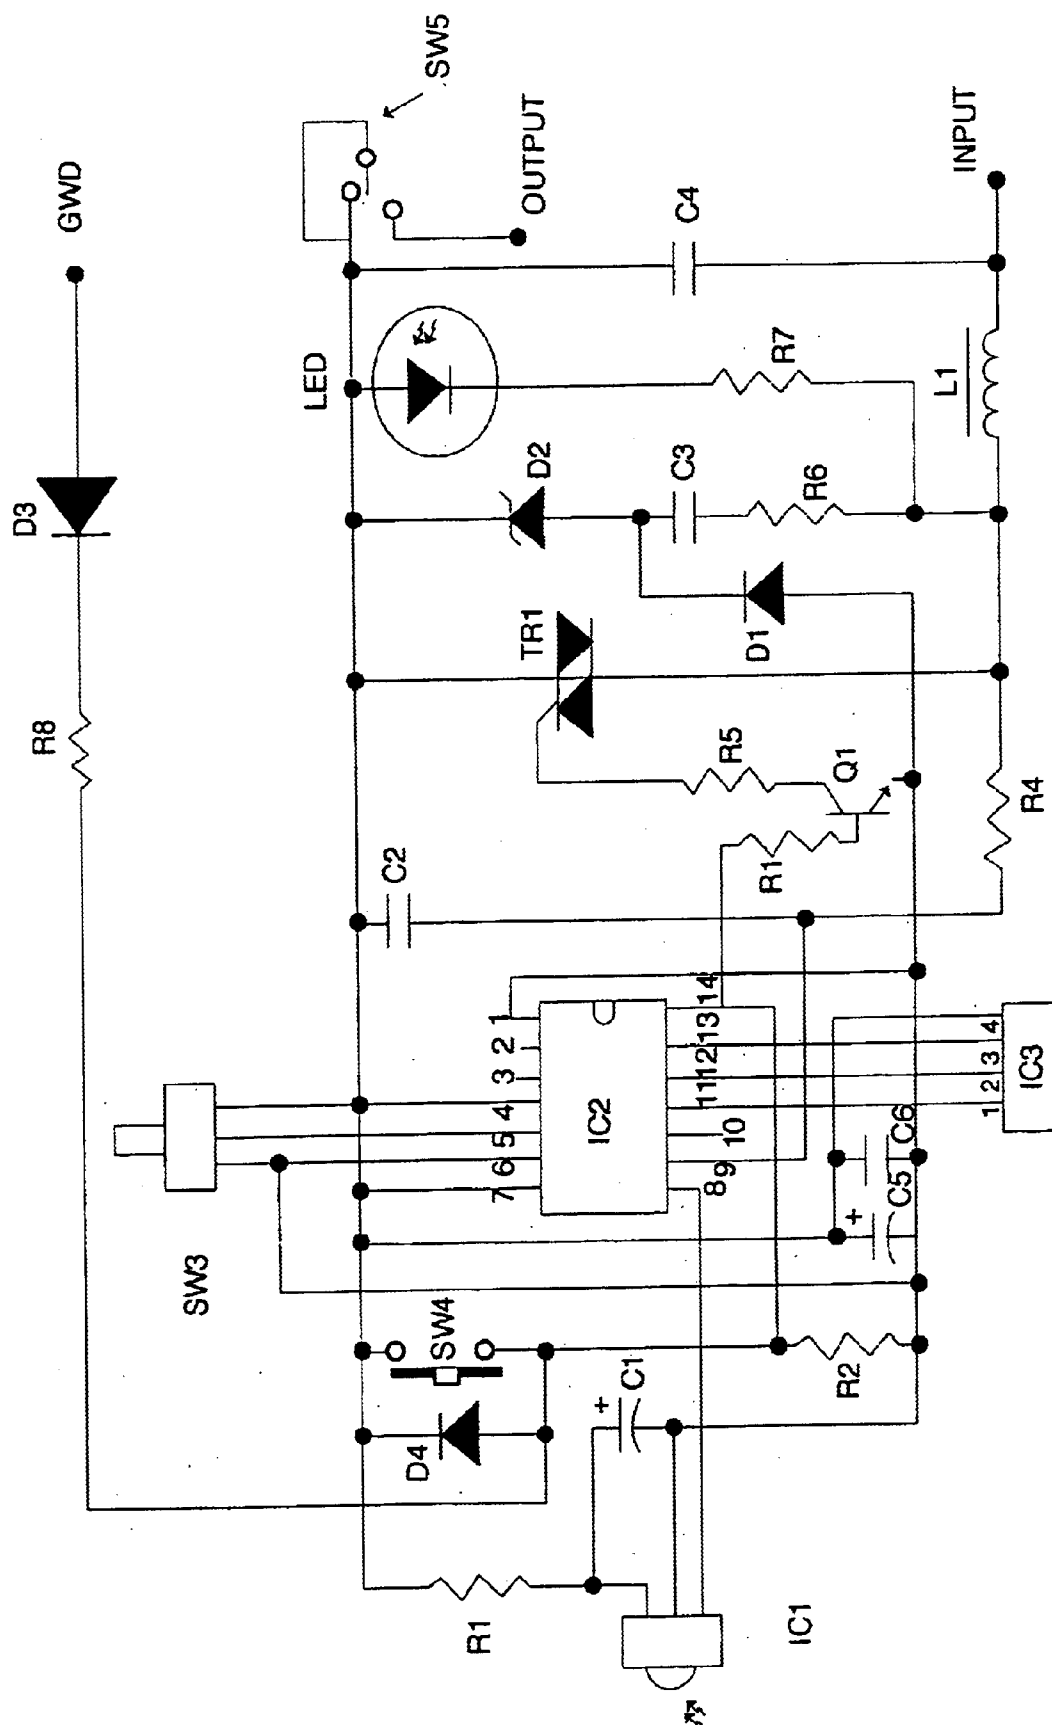 GWD
D3
R8
SW5
OUTPUT
INPUT
LED
C4
R7
L1
D2
C3
R6
TR1
D1
R5
Q1
R4
C2
R1
SW3
1
2
3
4
5
6
7
IC2
14
13
12
11
10
9
8
4
3
2
1
IC3
C6
C5
+
SW4
R2
D4
C1
+
R1
IC1